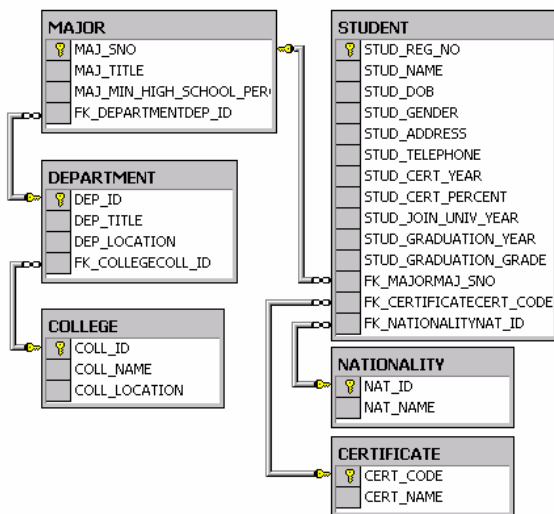 MAJOR
MAJ_SNO
MAJ_TITLE
MAJ_MIN_HIGH_SCHOOL_PER
FK_DEPARTMENTDEP_ID
DEPARTMENT
DEP_ID
DEP_TITLE
DEP_LOCATION
FK_COLLEGECOLL_ID
COLLEGE
COLL_ID
COLL_NAME
COLL_LOCATION
STUDENT
STUD_REG_NO
STUD_NAME
STUD_DOB
STUD_GENDER
STUD_ADDRESS
STUD_TELEPHONE
STUD_CERT_YEAR
STUD_CERT_PERCENT
STUD_JOIN_UNIV_YEAR
STUD_GRADUATION_YEAR
STUD_GRADUATION_GRADE
FK_MAJORMAJ_SNO
FK_CERTIFICATECERT_CODE
FK_NATIONALITYNAT_ID
NATIONALITY
NAT_ID
NAT_NAME
CERTIFICATE
CERT_CODE
CERT_NAME